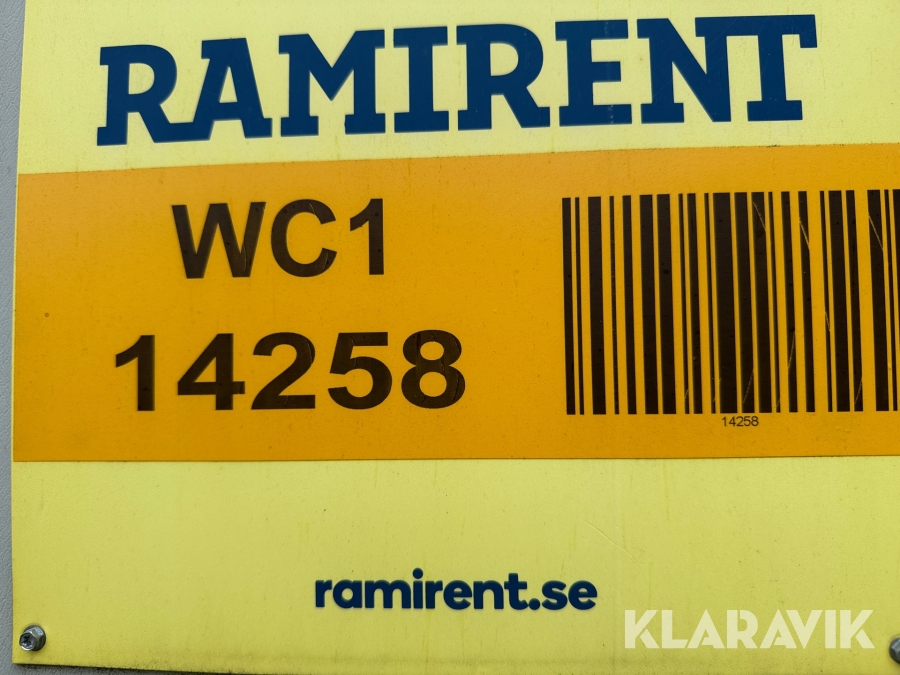 RAMIRENT
WC1
14258
14258
ramirent.se
KLARAVIK